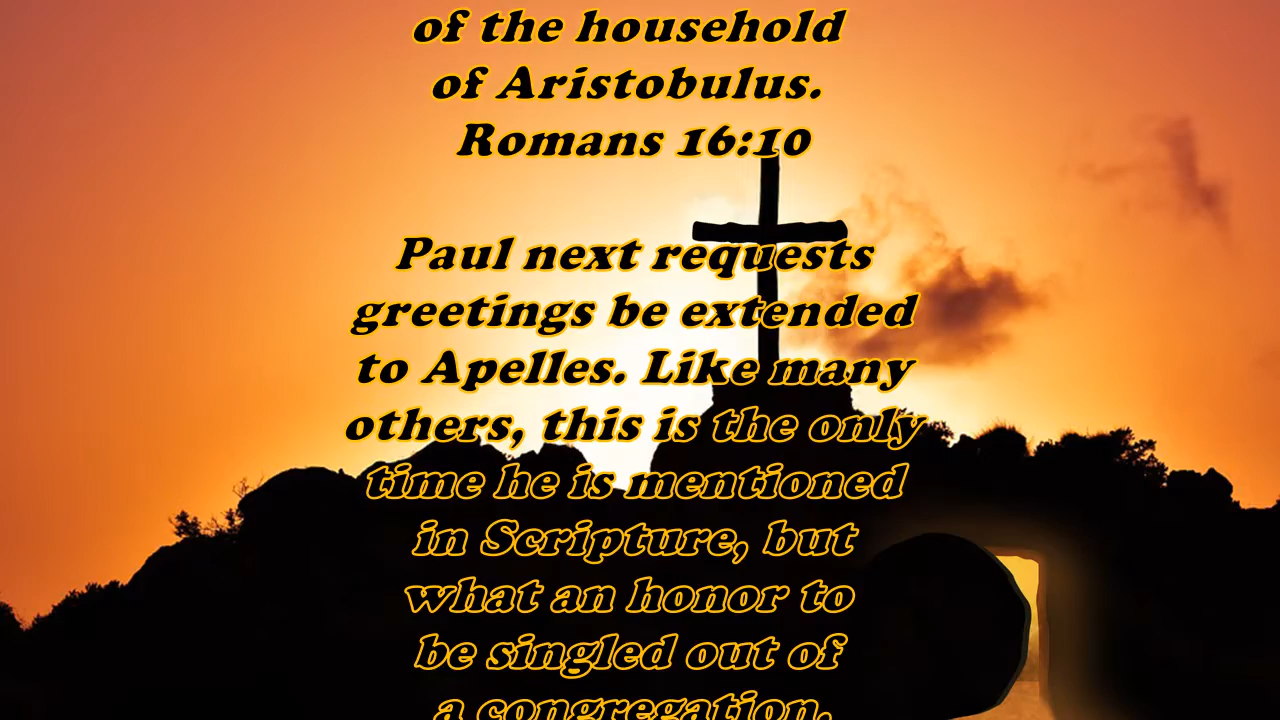 of the household
of Aristobulus.
Romans 16:10
Paul next requests
greetings be extended
to Apelles. Like many
others, this is the only
time he is mentioned
in Scripture, but
what an honor to
be singled out of
a congregation.